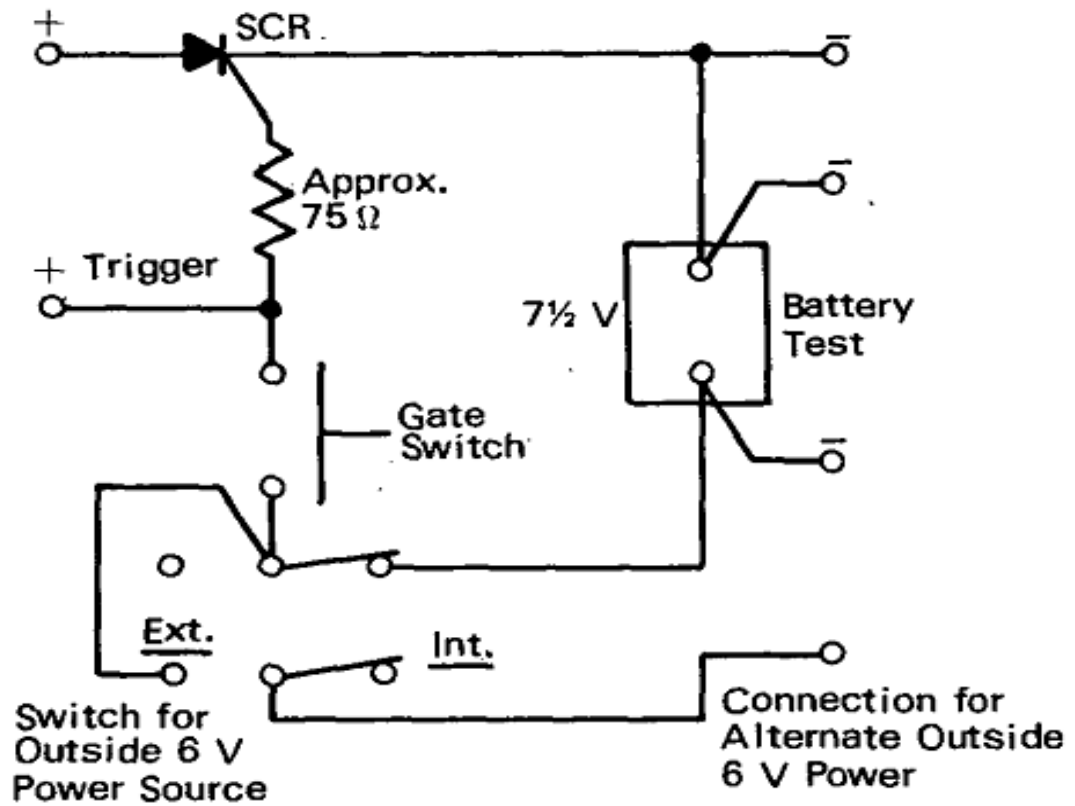 +
SCR
−
Approx.
75 Ω
−
+ Trigger
7½ V
Battery
Test
Gate
Switch
−
Ext.
Int.
Switch for
Outside 6 V
Power Source
Connection for
Alternate Outside
6 V Power